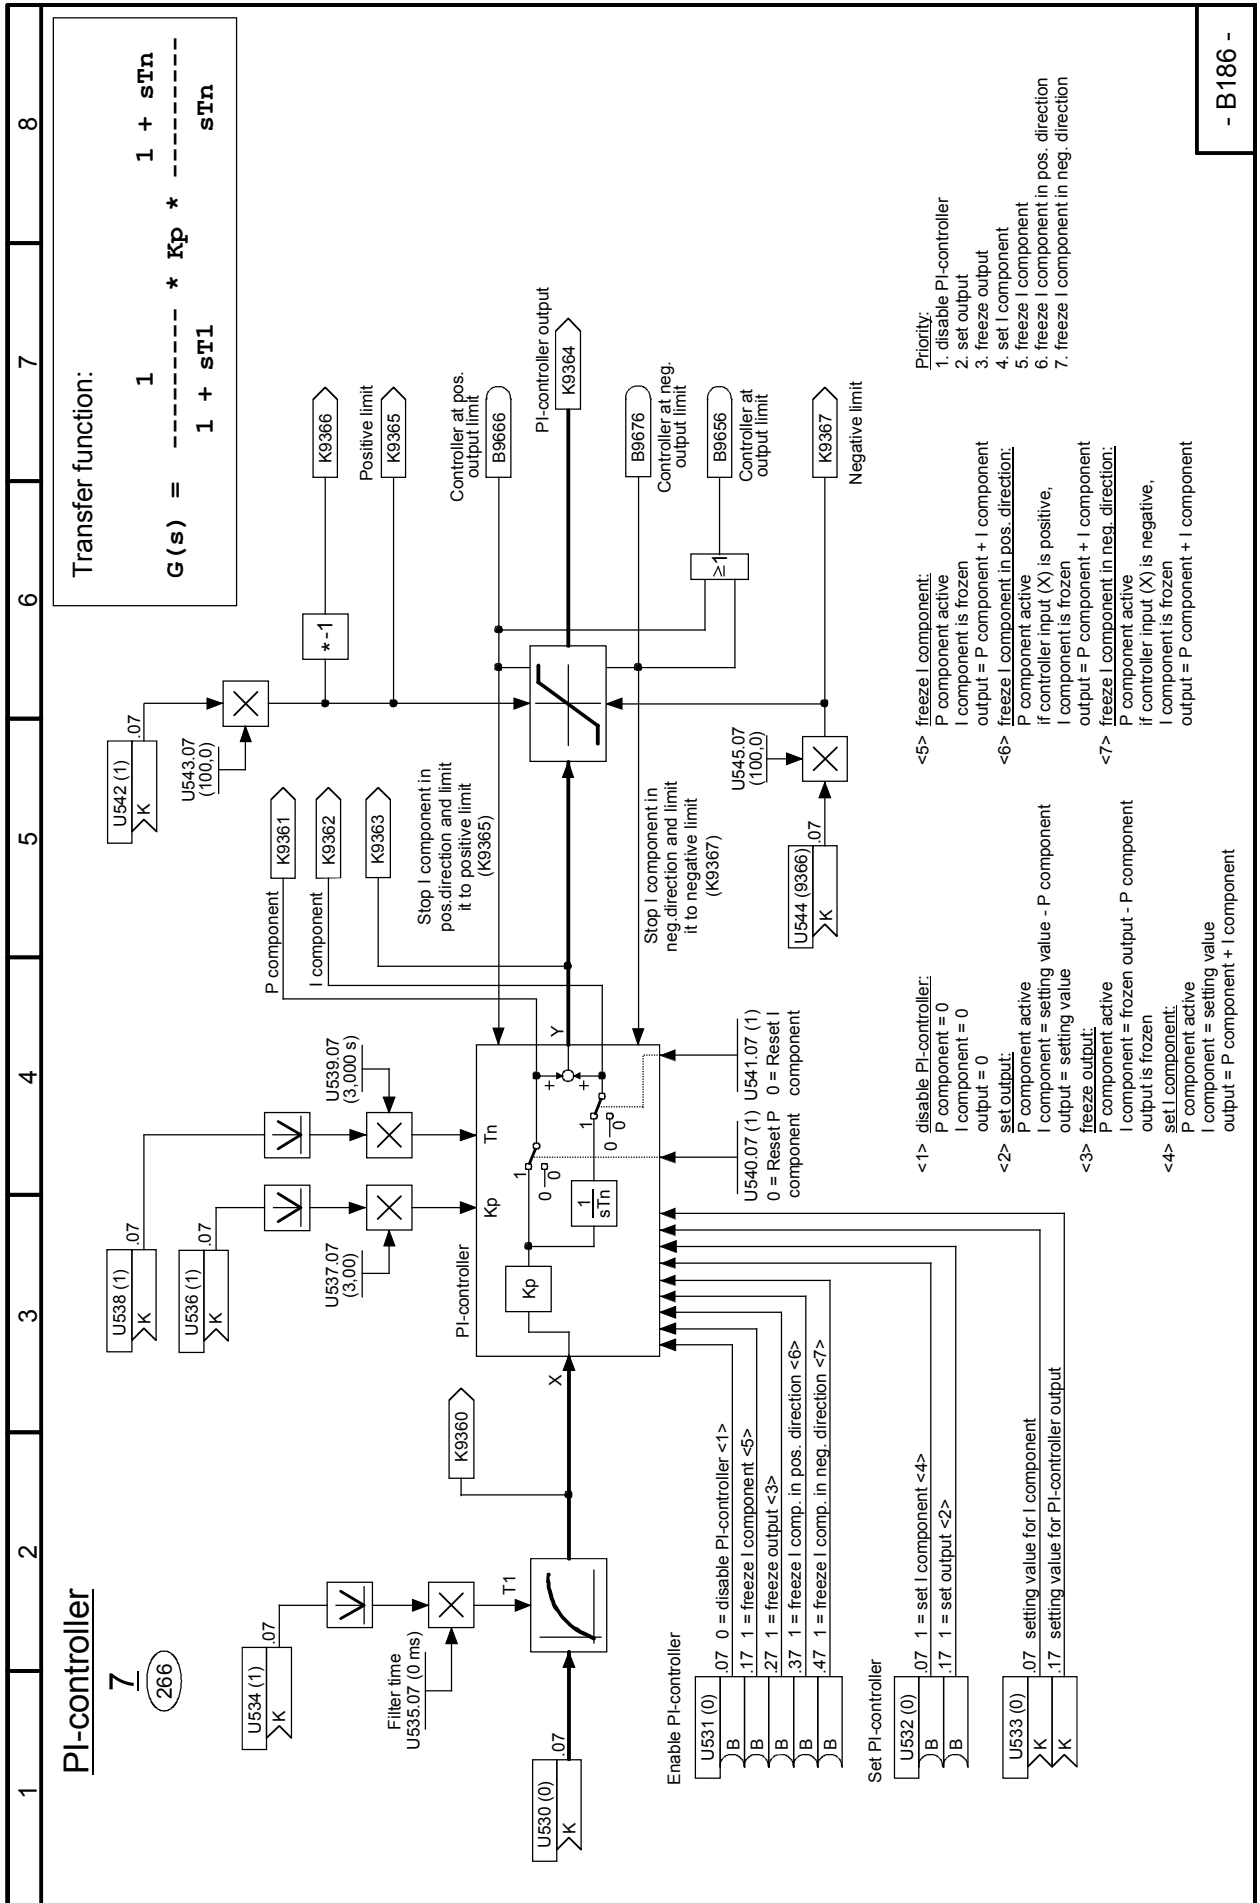 1 2 3 4 5 6 7 8
PI-controller
7
266
Transfer function:
1 1 + sTn
G(s) = -------- * Kp * ---------
1 + sT1 sTn
U534 (1)
K
.07
Filter time
U535.07 (0 ms)
T1
U530 (0)
K
.07
K9360
X
U538 (1)
K
.07
U536 (1)
K
.07
U537.07
(3,00)
U539.07
(3,000 s)
PI-controller
Kp
Tn
Kp
1
sTn
1
0
0
1
0
0
+
+
Y
U540.07 (1)
0 = Reset P
component
U541.07 (1)
0 = Reset I
component
P component
K9361
I component
K9362
K9363
Stop I component in
pos.direction and limit
it to positive limit
(K9365)
Stop I component in
neg.direction and limit
it to negative limit
(K9367)
U542 (1)
K
.07
U543.07
(100,0)
U545.07
(100,0)
U544 (9366)
K
.07
*-1
K9366
Positive limit
K9365
Controller at pos.
output limit
B9666
PI-controller output
K9364
B9676
Controller at neg.
output limit
≥1
B9656
Controller at
output limit
K9367
Negative limit
Enable PI-controller
U531 (0)
B .07 0 = disable PI-controller <1>
B .17 1 = freeze I component <5>
B .27 1 = freeze output <3>
B .37 1 = freeze I comp. in pos. direction <6>
B .47 1 = freeze I comp. in neg. direction <7>
Set PI-controller
U532 (0)
B .07 1 = set I component <4>
B .17 1 = set output <2>
U533 (0)
K .07 setting value for I component
K .17 setting value for PI-controller output
<1> disable PI-controller:
P component = 0
I component = 0
output = 0
<2> set output:
P component active
I component = setting value - P component
output = setting value
<3> freeze output:
P component active
I component = frozen output - P component
output is frozen
<4> set I component:
P component active
I component = setting value
output = P component + I component
<5> freeze I component:
P component active
I component is frozen
output = P component + I component
<6> freeze I component in pos. direction:
P component active
if controller input (X) is positive,
I component is frozen
output = P component + I component
<7> freeze I component in neg. direction:
P component active
if controller input (X) is negative,
I component is frozen
output = P component + I component
Priority:
1. disable PI-controller
2. set output
3. freeze output
4. set I component
5. freeze I component
6. freeze I component in pos. direction
7. freeze I component in neg. direction
- B186 -